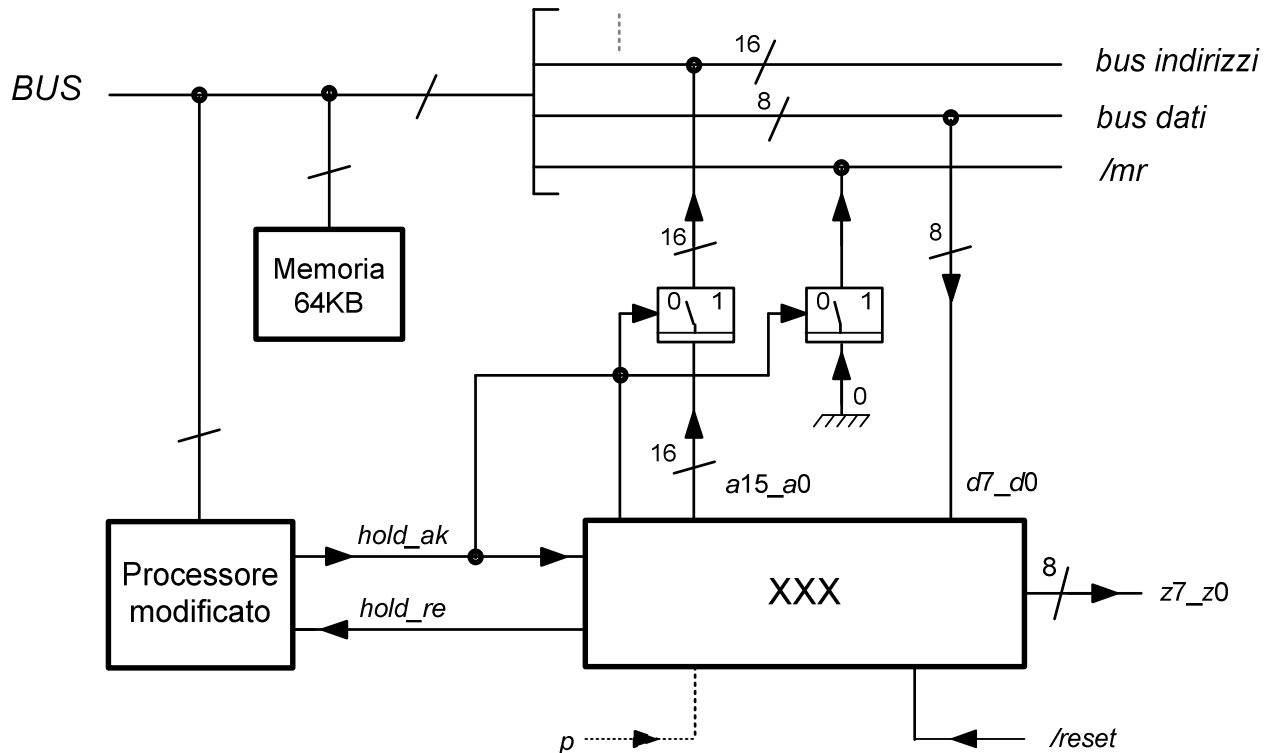 16
bus indirizzi
BUS
8
bus dati
/mr
16
8
Memoria
64KB
0 1
0 1
0
16
a15_a0
d7_d0
Processore
modificato
hold_ak
hold_re
XXX
8
z7_z0
p
/reset